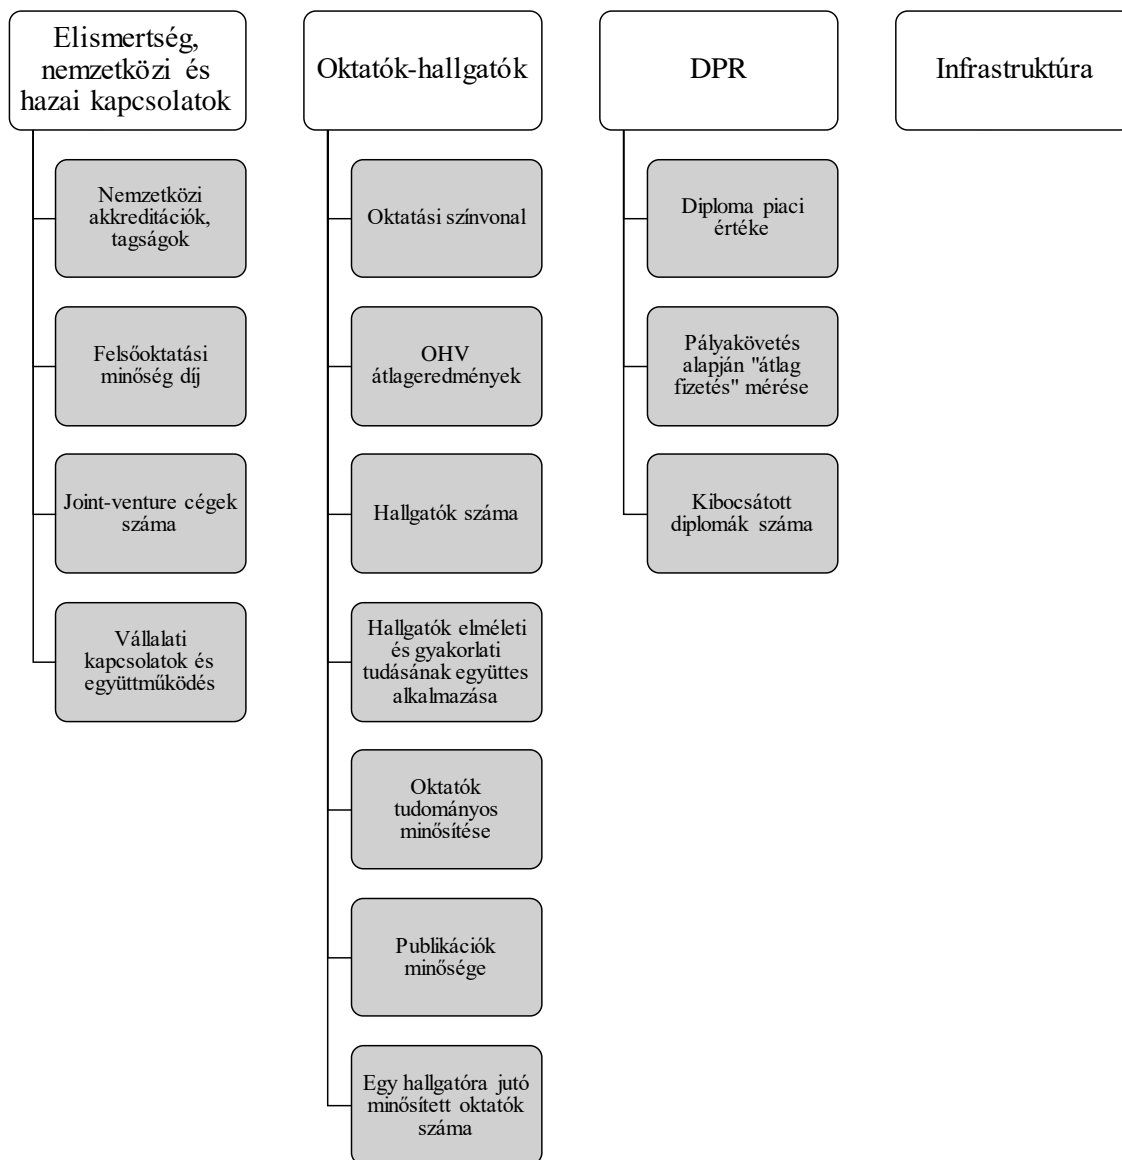 Elismertség,
nemzetközi és
hazai kapcsolatok
Nemzetközi
akkreditációk,
tagságok
Felsőoktatási
minőség díj
Joint-venture cégek
száma
Vállalati
kapcsolatok és
együttműködés
Oktatók-hallgatók
Oktatási színvonal
OHV
átlageredmények
Hallgatók száma
Hallgatók elméleti
és gyakorlati
tudásának együttes
alkalmazása
Oktatók
tudományos
minősítése
Publikációk
minősége
Egy hallgatóra jutó
minősített oktatók
száma
DPR
Diploma piaci
értéke
Pályakövetés
alapján "átlag
fizetés" mérése
Kibocsátott
diplomák száma
Infrastruktúra